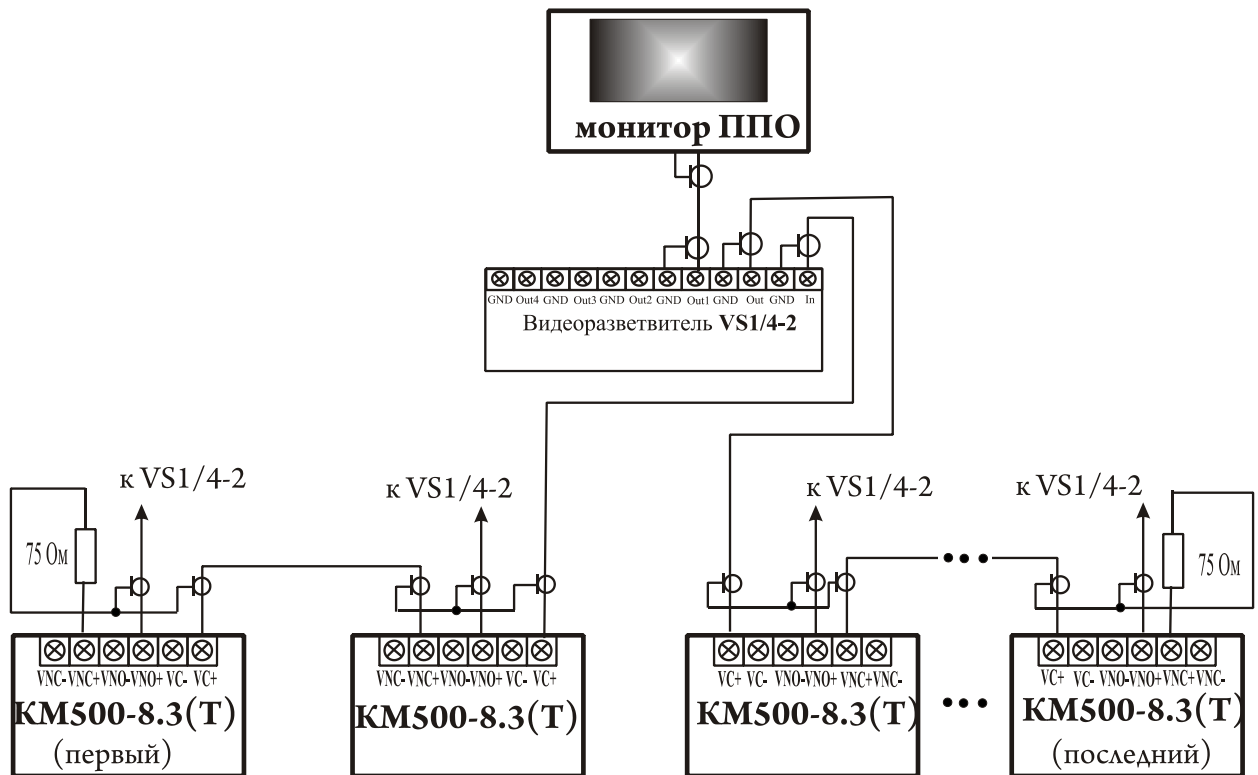 монитор ППО
GND Out4 GND Out3 GND Out2 GND Out1 GND Out GND In
Видеоразветвитель VS1/4-2
к VS1/4-2
к VS1/4-2
к VS1/4-2
к VS1/4-2
75 Ом
75 Ом
VNC- VNC+ VNO- VNO+ VC- VC+
VNC- VNC+ VNO- VNO+ VC- VC+
VC+ VC- VNO- VNO+ VNC+ VNC-
VC+ VC- VNO- VNO+ VNC+ VNC-
КМ500-8.3(Т)
(первый)
КМ500-8.3(Т)
КМ500-8.3(Т)
КМ500-8.3(Т)
(последний)